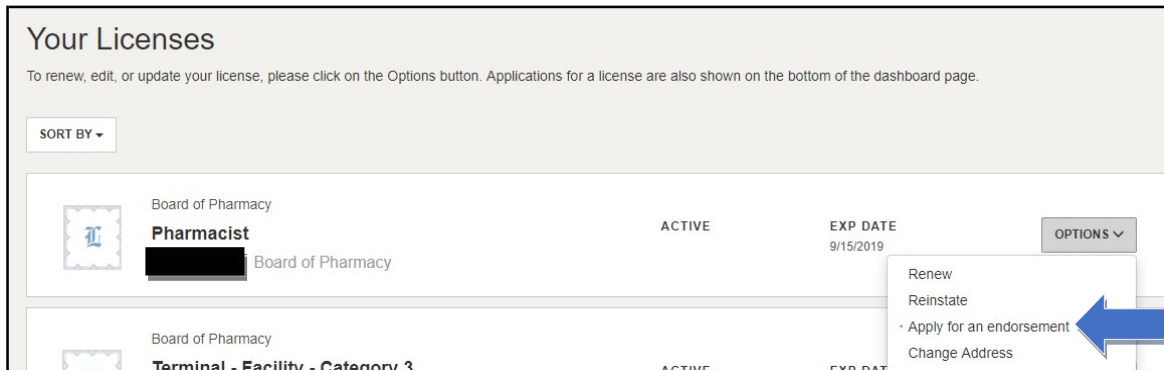 Your Licenses
To renew, edit, or update your license, please click on the Options button. Applications for a license are also shown on the bottom of the dashboard page.
SORT BY
Board of Pharmacy
Pharmacist ACTIVE EXP DATE OPTIONS
9/15/2019
Board of Pharmacy
Renew
Reinstate
Apply for an endorsement
Change Address
Board of Pharmacy
Terminal - Facility - Category 3 ACTIVE EXP DAT